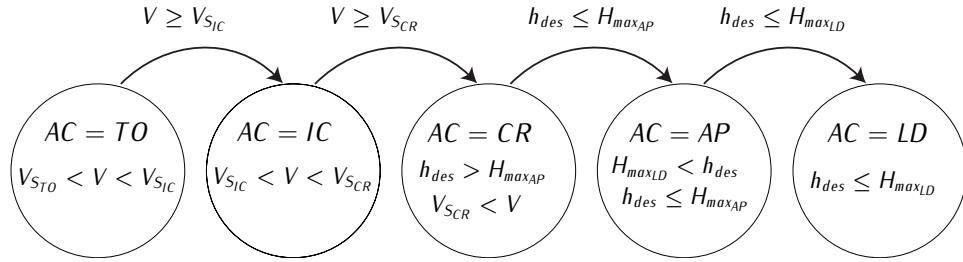 V ≥ V_{S_{IC}}
V ≥ V_{S_{CR}}
h_{des} ≤ H_{max_{AP}}
h_{des} ≤ H_{max_{LD}}
AC = TO
V_{S_{TO}} < V < V_{S_{IC}}
AC = IC
V_{S_{IC}} < V < V_{S_{CR}}
AC = CR
h_{des} > H_{max_{AP}}
V_{S_{CR}} < V
AC = AP
H_{max_{LD}} < h_{des}
h_{des} ≤ H_{max_{AP}}
AC = LD
h_{des} ≤ H_{max_{LD}}